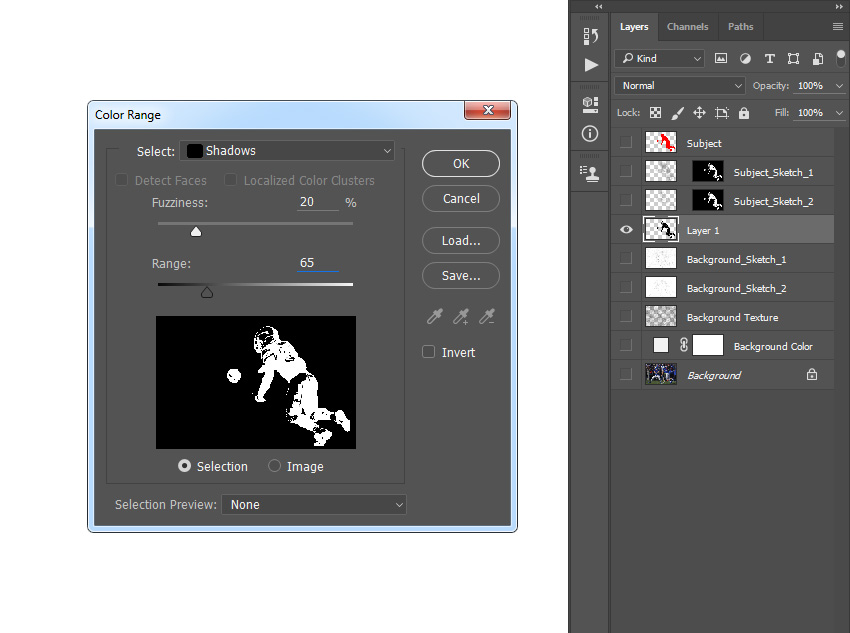 Color Range
Select: Shadows
Detect Faces Localized Color Clusters
Fuzziness: 20 %
Range: 65
Selection Image
Selection Preview: None
OK
Cancel
Load...
Save...
Invert
Layers Channels Paths
Kind
Normal Opacity: 100%
Lock: Fill: 100%
Subject
Subject_Sketch_1
Subject_Sketch_2
Layer 1
Background_Sketch_1
Background_Sketch_2
Background Texture
Background Color
Background